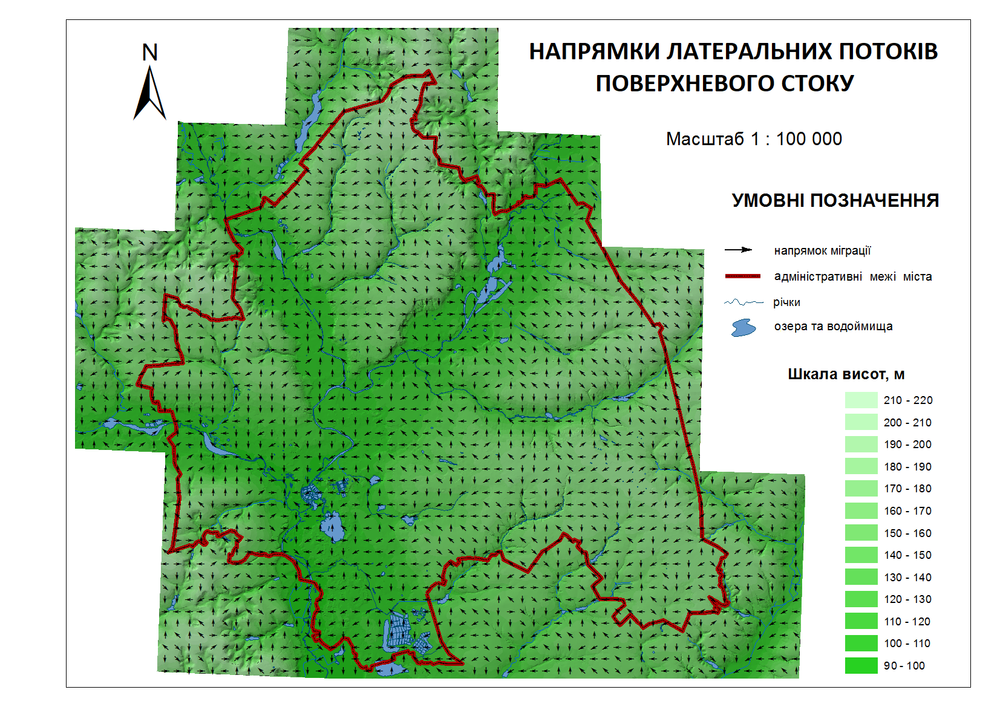 N
НАПРЯМКИ ЛАТЕРАЛЬНИХ ПОТОКІВ
ПОВЕРХНЕВОГО СТОКУ
Масштаб 1 : 100 000
УМОВНІ ПОЗНАЧЕННЯ
напрямок міграції
адміністративні межі міста
річки
озера та водоймища
Шкала висот, м
210 - 220
200 - 210
190 - 200
180 - 190
170 - 180
160 - 170
150 - 160
140 - 150
130 - 140
120 - 130
110 - 120
100 - 110
90 - 100